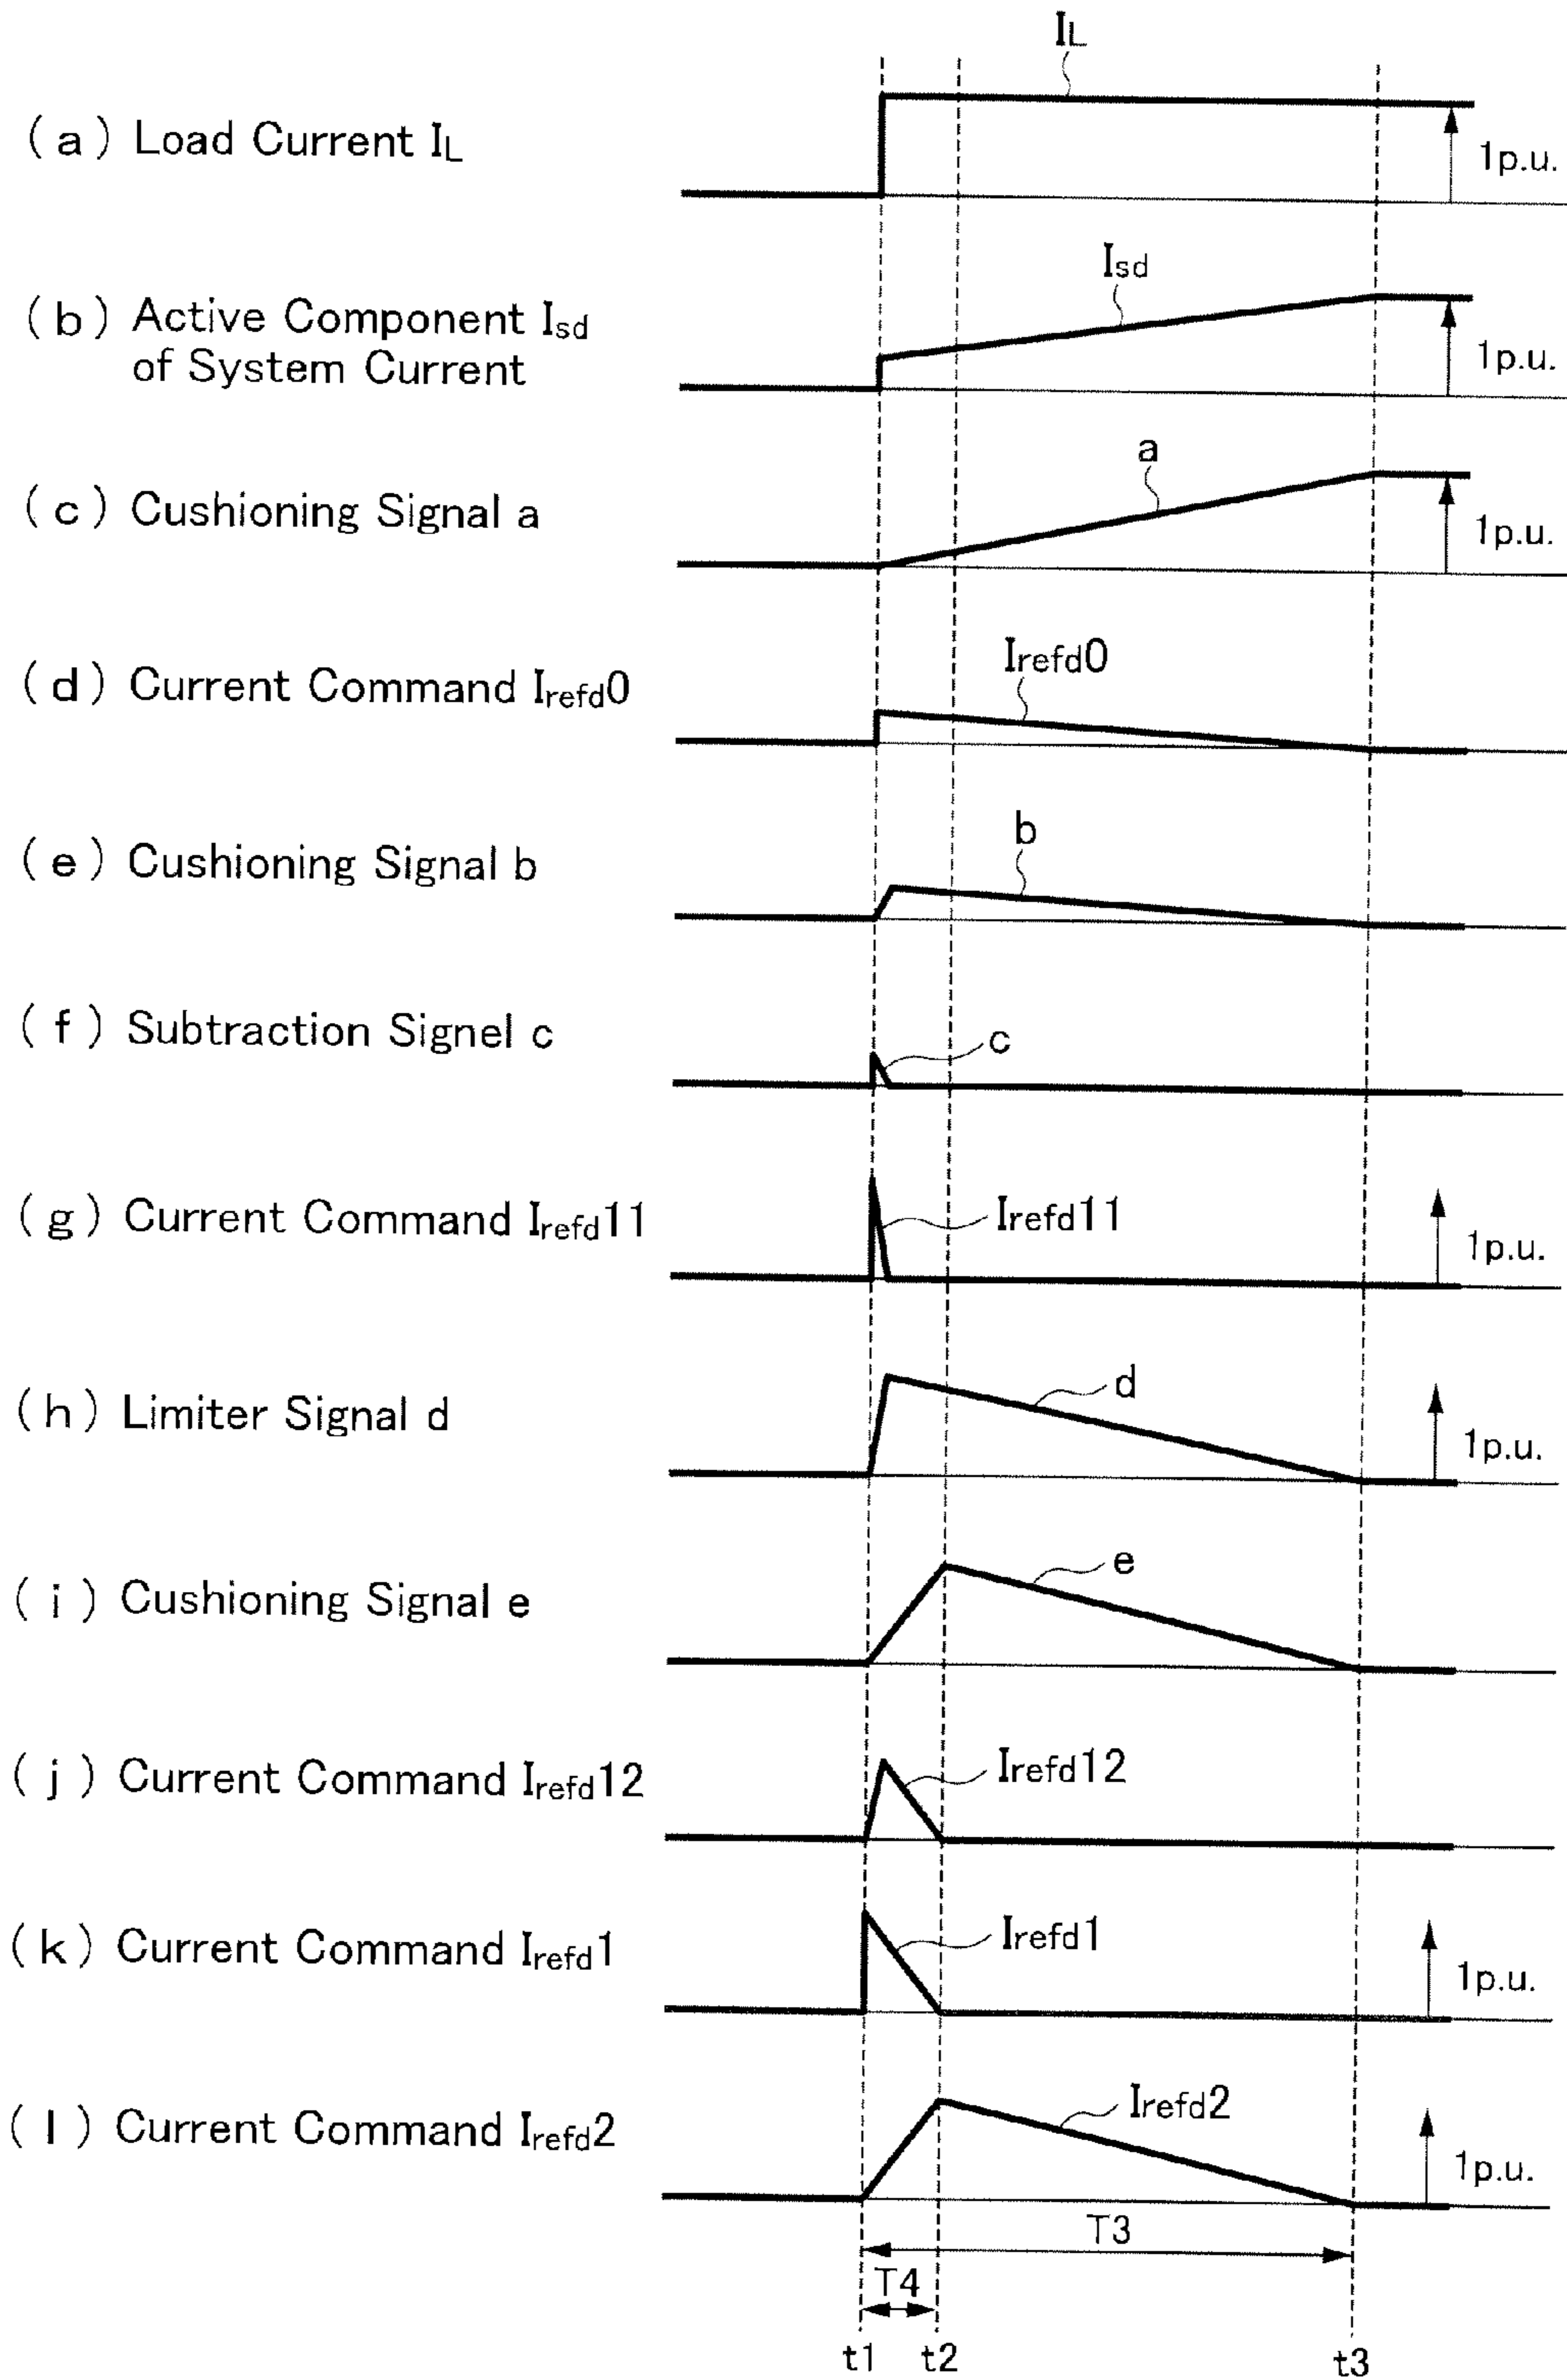 IL
(a) Load Current IL
1p.u.
Isd
(b) Active Component Isd
of System Current
1p.u.
a
(c) Cushioning Signal a
1p.u.
Irefd0
(d) Current Command Irefd0
b
(e) Cushioning Signal b
(f) Subtraction Signel c
c
(g) Current Command Irefd11
Irefd11
1p.u.
(h) Limiter Signal d
d
1p.u.
(i) Cushioning Signal e
e
(j) Current Command Irefd12
Irefd12
(k) Current Command Irefd1
Irefd1
1p.u.
(l) Current Command Irefd2
Irefd2
1p.u.
T3
T4
t1 t2 t3